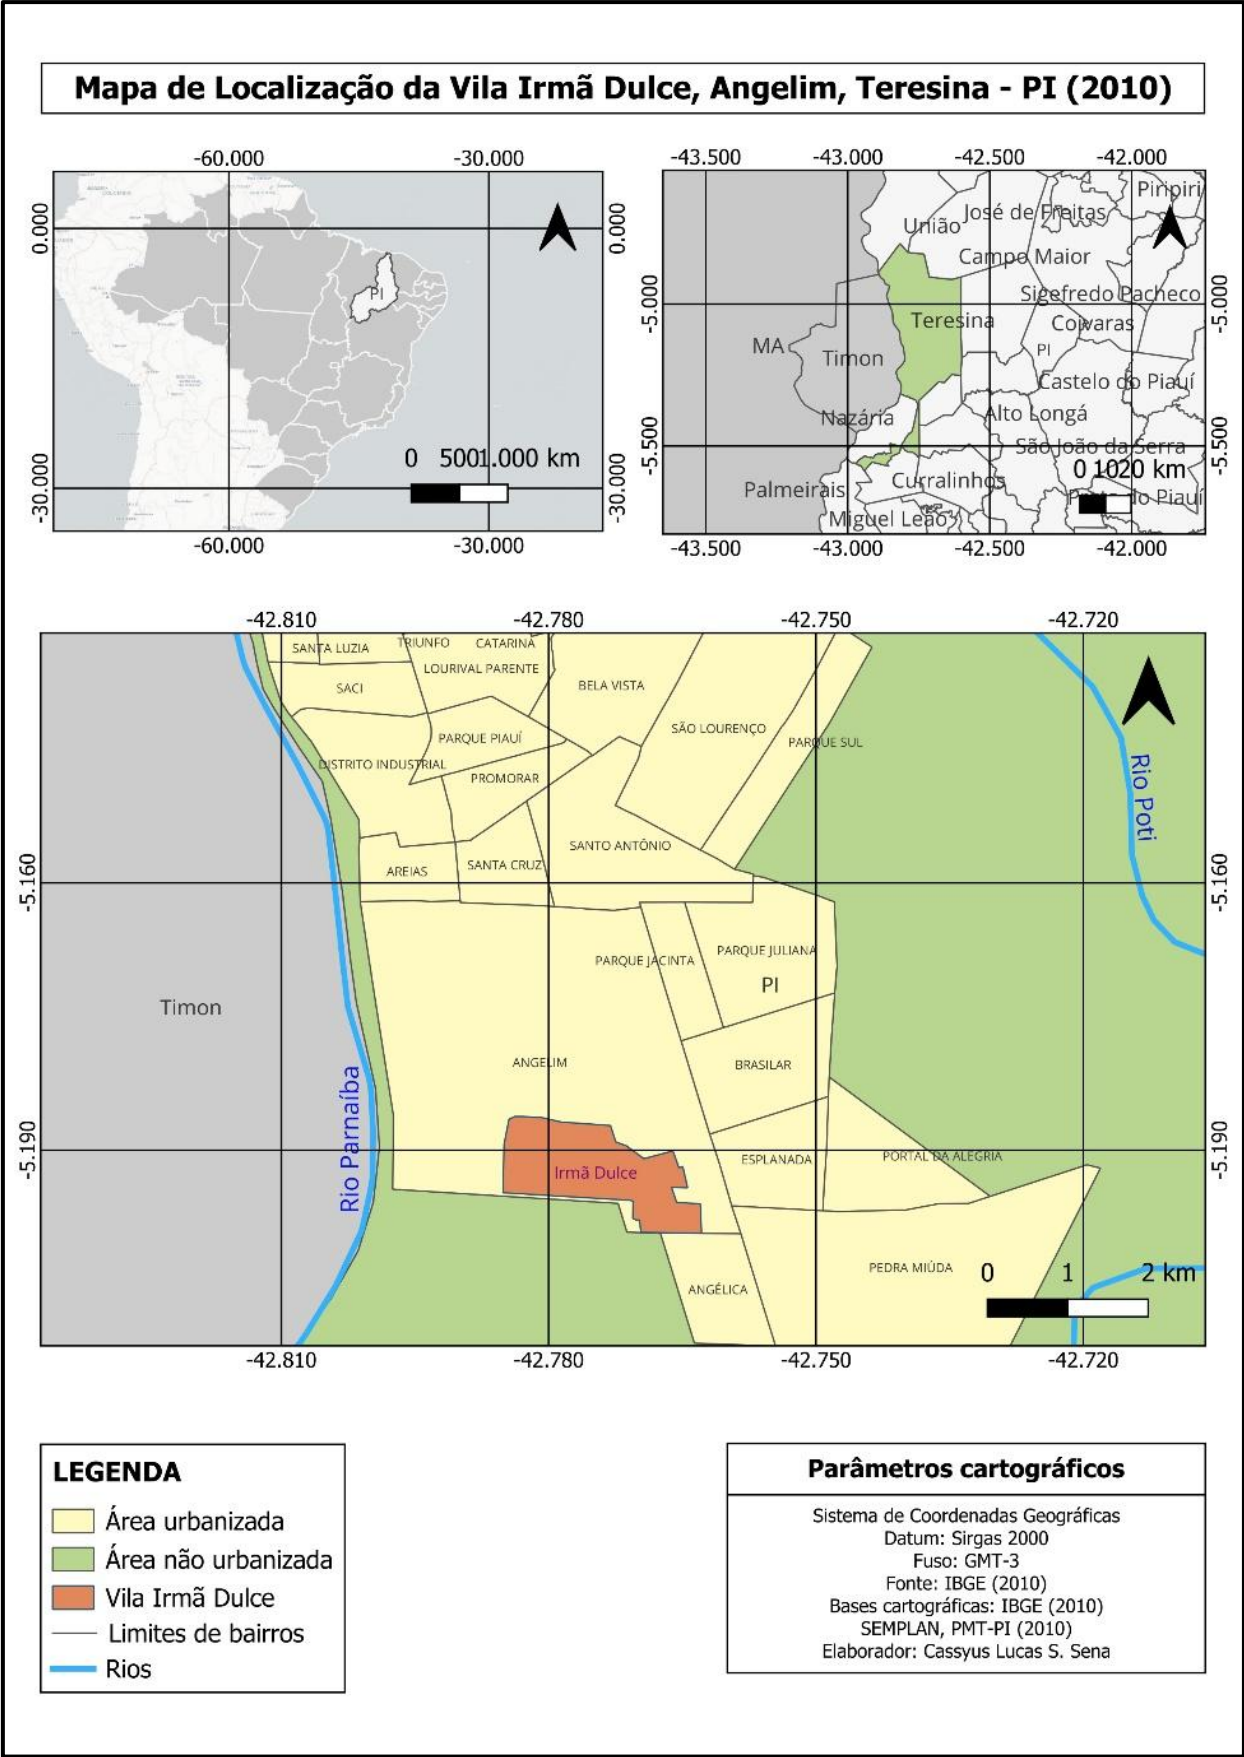 Mapa de Localização da Vila Irmã Dulce, Angelim, Teresina - PI (2010)
-60.000
-30.000
0.000
0.000
PI
0 5001.000 km
-30.000
-30.000
-60.000
-30.000
-43.500
-43.000
-42.500
-42.000
Piripiri
José de Freitas
União
Campo Maior
-5.000
Sigefredo Pacheco
-5.000
Teresina
Coivaras
MA
Timon
PI
Castelo do Piauí
Nazária
Alto Longá
-5.500
São João da Serra
-5.500
0 1020 km
Palmeirais
Curralinhos
do Piauí
Miguel Leão
-43.500
-43.000
-42.500
-42.000
-42.810
-42.780
-42.750
-42.720
SANTA LUZIA
TRIUNFO
CATARINA
LOURIVAL PARENTE
SACI
BELA VISTA
SÃO LOURENÇO
PARQUE SUL
PARQUE PIAUÍ
DISTRITO INDUSTRIAL
PROMORAR
Rio Poti
SANTO ANTÔNIO
AREIAS
SANTA CRUZ
-5.160
-5.160
PARQUE JACINTA
PARQUE JULIANA
PI
Timon
ANGELIM
BRASILAR
Rio Parnaíba
-5.190
-5.190
Irmã Dulce
ESPLANADA
PORTAL DA ALEGRIA
PEDRA MIÚDA
ANGÉLICA
0 1 2 km
-42.810
-42.780
-42.750
-42.720
LEGENDA
Área urbanizada
Área não urbanizada
Vila Irmã Dulce
Limites de bairros
Rios
Parâmetros cartográficos
Sistema de Coordenadas Geográficas
Datum: Sirgas 2000
Fuso: GMT-3
Fonte: IBGE (2010)
Bases cartográficas: IBGE (2010)
SEMPLAN, PMT-PI (2010)
Elaborador: Cassyus Lucas S. Sena